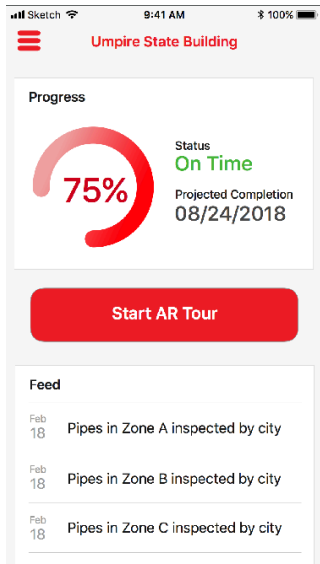 Sketch 9:41 AM 100%
Umpire State Building
Progress
75%
Status
On Time
Projected Completion
08/24/2018
Start AR Tour
Feed
Feb
18 Pipes in Zone A inspected by city
Feb
18 Pipes in Zone B inspected by city
Feb
18 Pipes in Zone C inspected by city